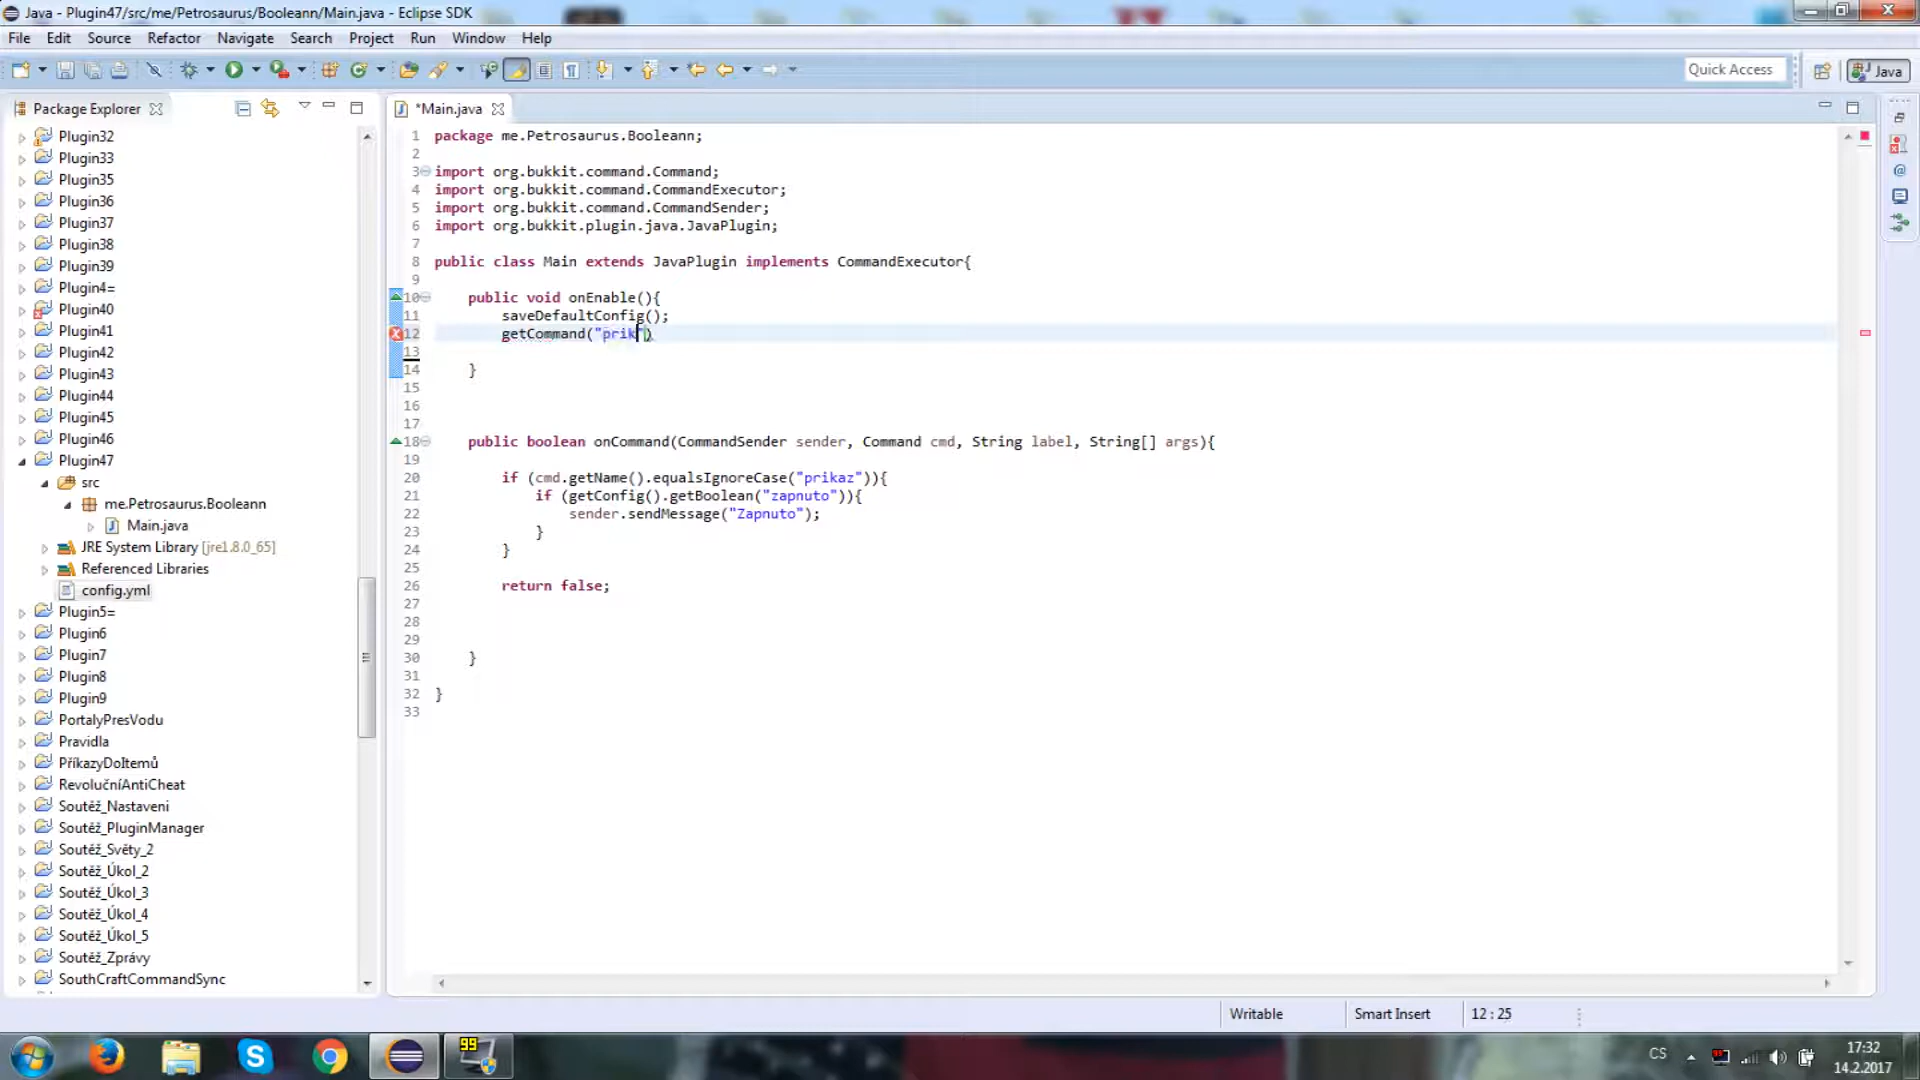 Java - Plugin47/src/me/Petrosaurus/Booleann/Main.java - Eclipse SDK
File Edit Source Refactor Navigate Search Project Run Window Help
Quick Access
Java
Package Explorer
*Main.java
Plugin32
Plugin33
Plugin35
Plugin36
Plugin37
Plugin38
Plugin39
Plugin4=
Plugin40
Plugin41
Plugin42
Plugin43
Plugin44
Plugin45
Plugin46
Plugin47
src
me.Petrosaurus.Booleann
Main.java
JRE System Library [jre1.8.0_65]
Referenced Libraries
config.yml
Plugin5=
Plugin6
Plugin7
Plugin8
Plugin9
PortalyPresVodu
Pravidla
PříkazyDoItemů
RevolučníAntiCheat
Soutěž_Nastaveni
Soutěž_PluginManager
Soutěž_Světy_2
Soutěž_Úkol_2
Soutěž_Úkol_3
Soutěž_Úkol_4
Soutěž_Úkol_5
Soutěž_Zprávy
SouthCraftCommandSync
1 package me.Petrosaurus.Booleann;
2
3 import org.bukkit.command.Command;
4 import org.bukkit.command.CommandExecutor;
5 import org.bukkit.command.CommandSender;
6 import org.bukkit.plugin.java.JavaPlugin;
7
8 public class Main extends JavaPlugin implements CommandExecutor{
9
10 public void onEnable(){
11 saveDefaultConfig();
12 getCommand("prik")
13
14 }
15
16
17
18 public boolean onCommand(CommandSender sender, Command cmd, String label, String[] args){
19
20 if (cmd.getName().equalsIgnoreCase("prikaz")){
21 if (getConfig().getBoolean("zapnuto")){
22 sender.sendMessage("Zapnuto");
23 }
24 }
25
26 return false;
27
28
29
30 }
31
32 }
33
Writable Smart Insert 12 : 25
99
CS
17:32
14.2.2017